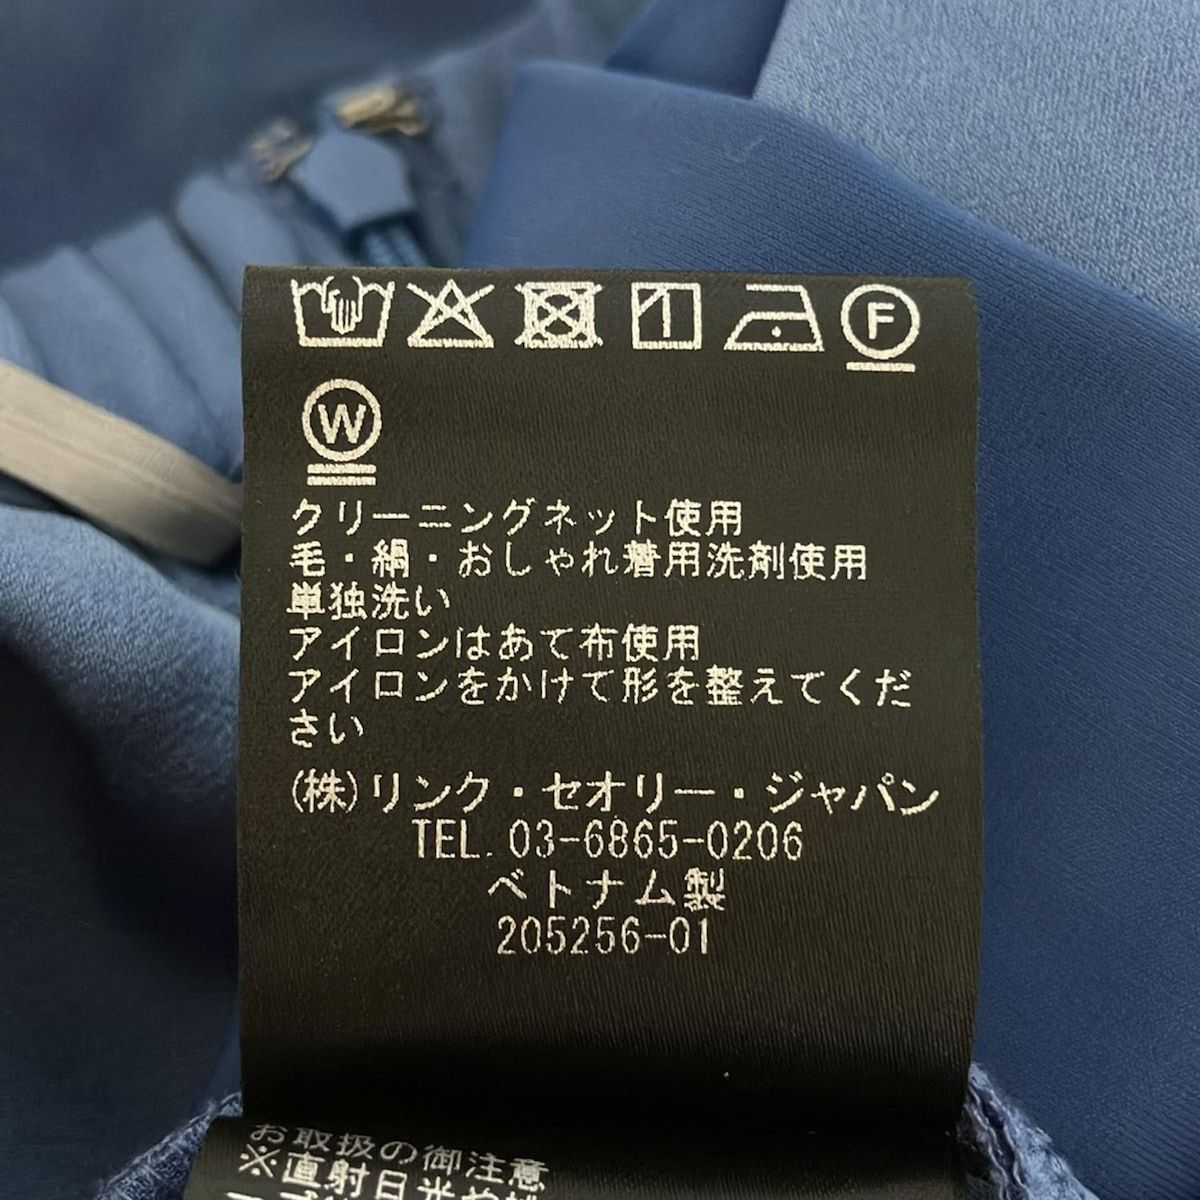 F
W
クリーニングネット使用
毛・絹・おしゃれ着用洗剤使用
単独洗い
アイロンはあて布使用
アイロンをかけて形を整えてくだ
さい
(株)リンク・セオリー・ジャパン
TEL. 03-6865-0206
ベトナム製
205256-01
お取扱の御注意
※直射日光や